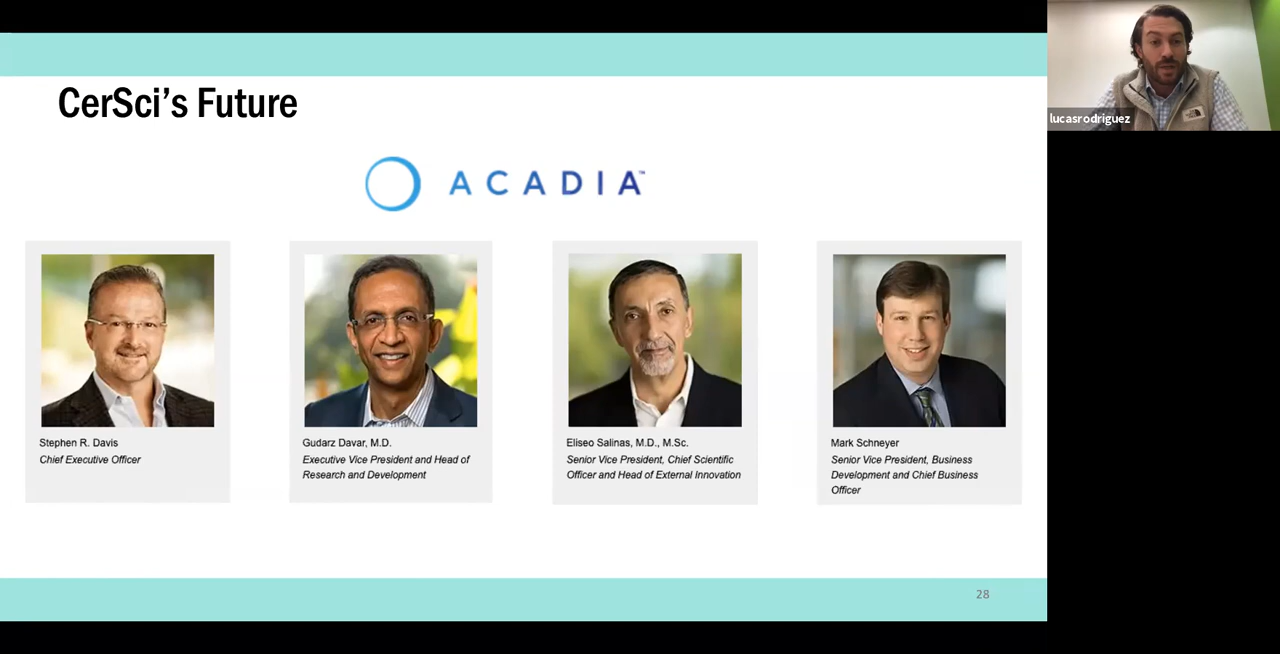 CerSci's Future
lucasrodriguez
ACADIA™
Stephen R. Davis
Chief Executive Officer
Gudarz Davar, M.D.
Executive Vice President and Head of
Research and Development
Eliseo Salinas, M.D., M.Sc.
Senior Vice President, Chief Scientific
Officer and Head of External Innovation
Mark Schneyer
Senior Vice President, Business
Development and Chief Business
Officer
28